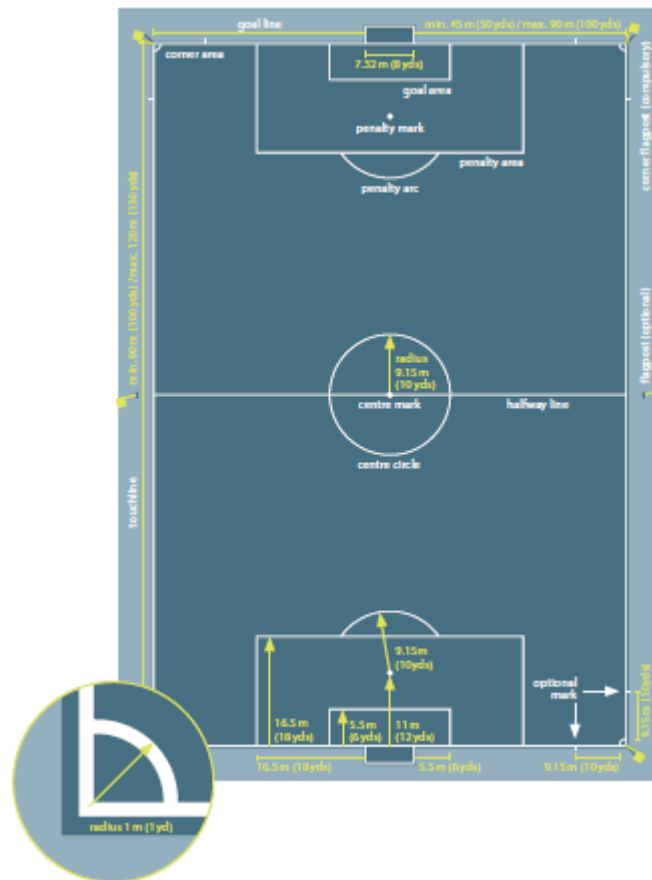 goal line
min. 45 m (50 yds) / max. 90 m (100 yds)
corner area
7.32 m (8 yds)
goal area
penalty mark
penalty area
penalty arc
corner flagpost (compulsory)
min. 90 m (100 yds) / max. 120 m (130 yds)
flagpost (optional)
radius
9.15 m
(10 yds)
centre mark
halfway line
centre circle
touchline
9.15 m
(10 yds)
optional
mark
9.15 m (10 yds)
16.5 m
(18 yds)
5.5 m
(6 yds)
11 m
(12 yds)
16.5 m (18 yds)
5.5 m (6 yds)
9.15 m (10 yds)
radius 1 m (1 yd)